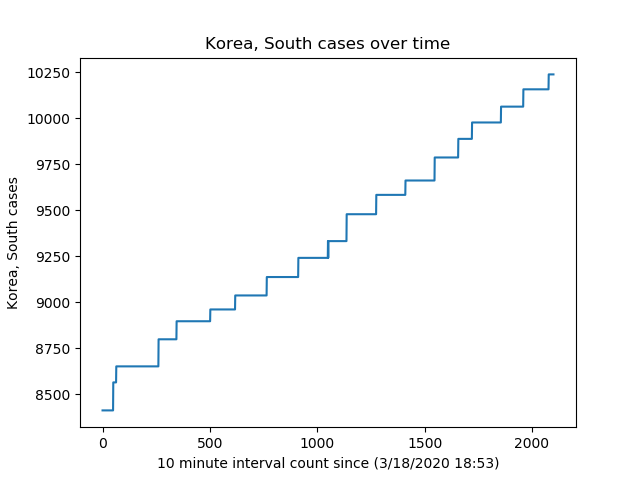 Korea, South cases over time
10250
10000
9750
9500
9250
9000
8750
8500
Korea, South cases
0 500 1000 1500 2000
10 minute interval count since (3/18/2020 18:53)